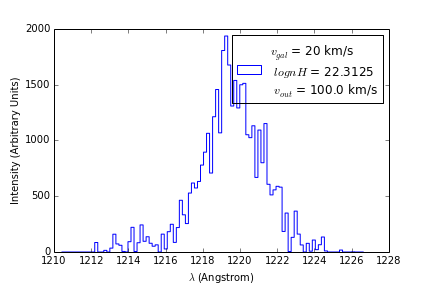 2000
1500
1000
500
0
Intensity (Arbitrary Units)
v_gal = 20 km/s
lognH = 22.3125
v_out = 100.0 km/s
1210 1212 1214 1216 1218 1220 1222 1224 1226 1228
λ (Angstrom)